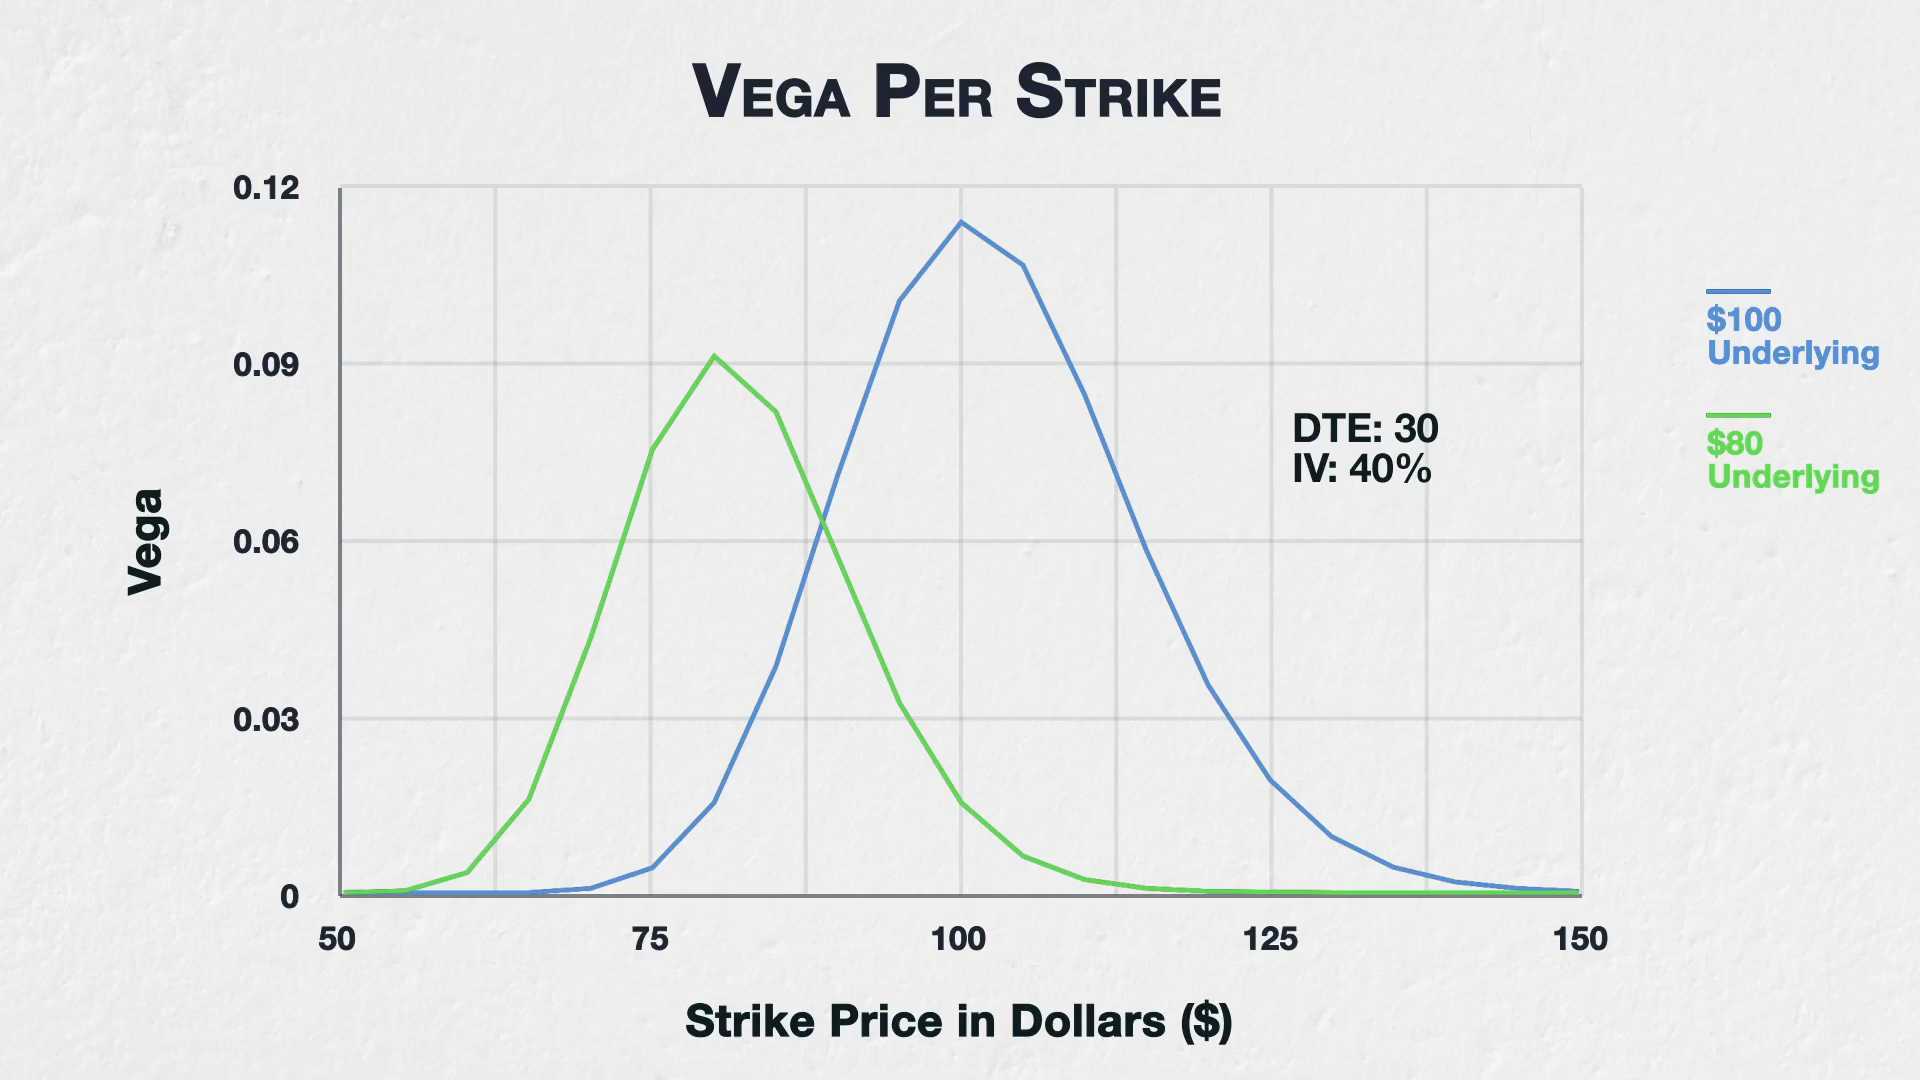 Vega Per Strike
0.12
0.09
0.06
0.03
0
Vega
50
75
100
125
150
Strike Price in Dollars ($)
DTE: 30
IV: 40%
$100
Underlying
$80
Underlying